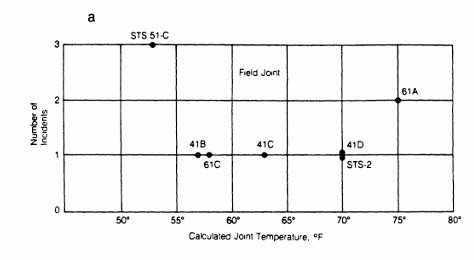 a
STS 51-C
3
Field Joint
61A
2
41B
41C
41D
1
61C
STS-2
0
50° 55° 60° 65° 70° 75° 80°
Number of
Incidents
Calculated Joint Temperature, °F